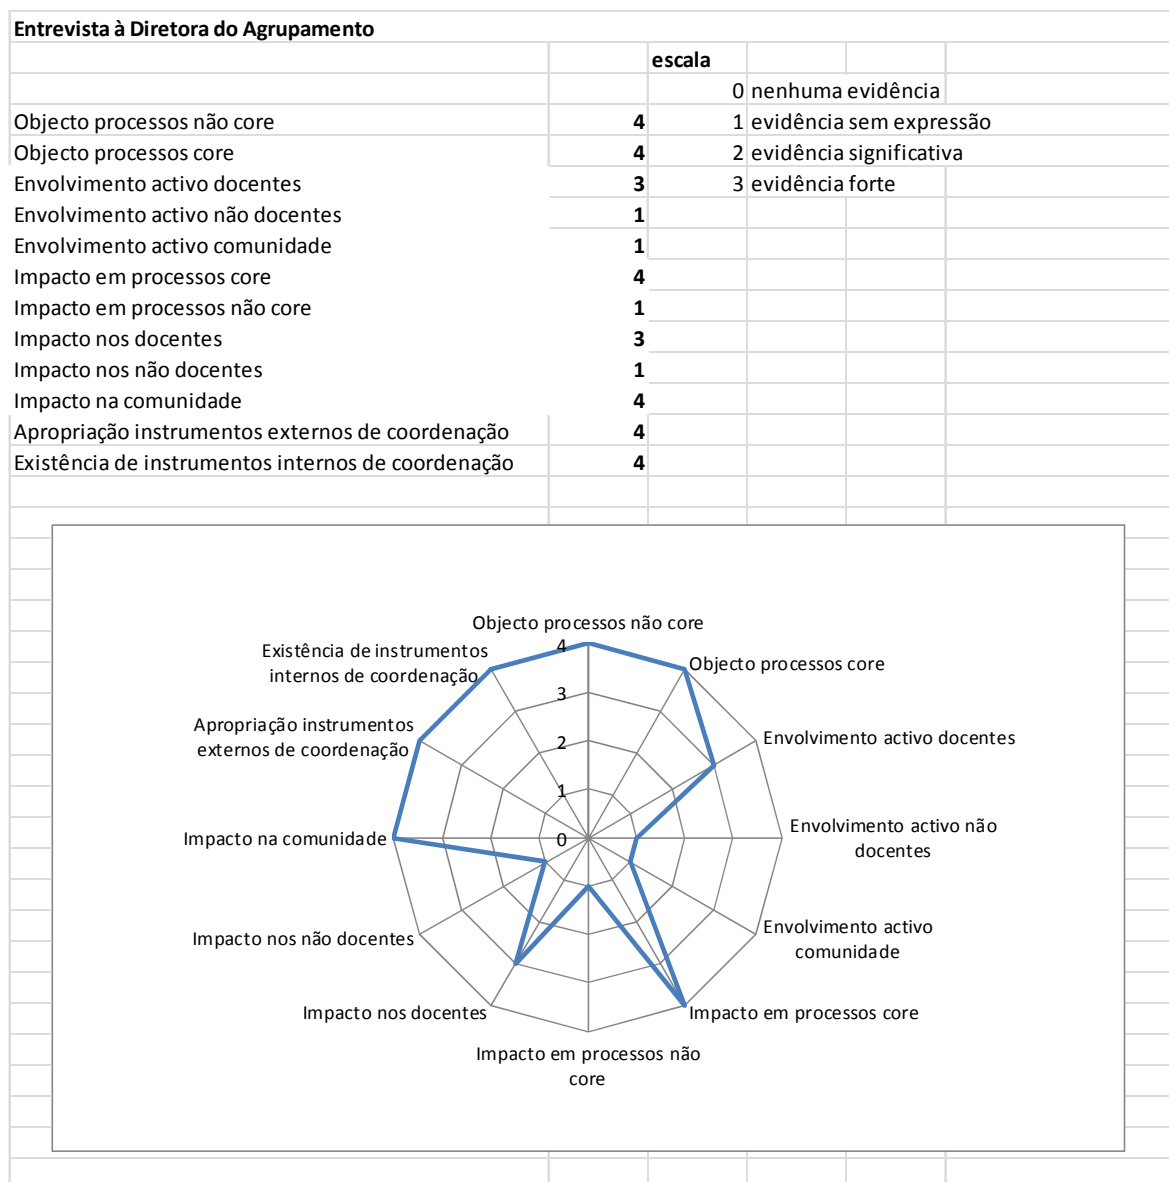 Entrevista à Diretora do Agrupamento
escala
0 nenhuma evidência
Objecto processos não core 4 1 evidência sem expressão
Objecto processos core 4 2 evidência significativa
Envolvimento activo docentes 3 3 evidência forte
Envolvimento activo não docentes 1
Envolvimento activo comunidade 1
Impacto em processos core 4
Impacto em processos não core 1
Impacto nos docentes 3
Impacto nos não docentes 1
Impacto na comunidade 4
Apropriação instrumentos externos de coordenação 4
Existência de instrumentos internos de coordenação 4
Objecto processos não core
Objecto processos core
Envolvimento activo docentes
Envolvimento activo não
docentes
Envolvimento activo
comunidade
Impacto em processos core
Impacto em processos não
core
Impacto nos docentes
Impacto nos não docentes
Impacto na comunidade
Apropriação instrumentos
externos de coordenação
Existência de instrumentos
internos de coordenação
4
3
2
1
0